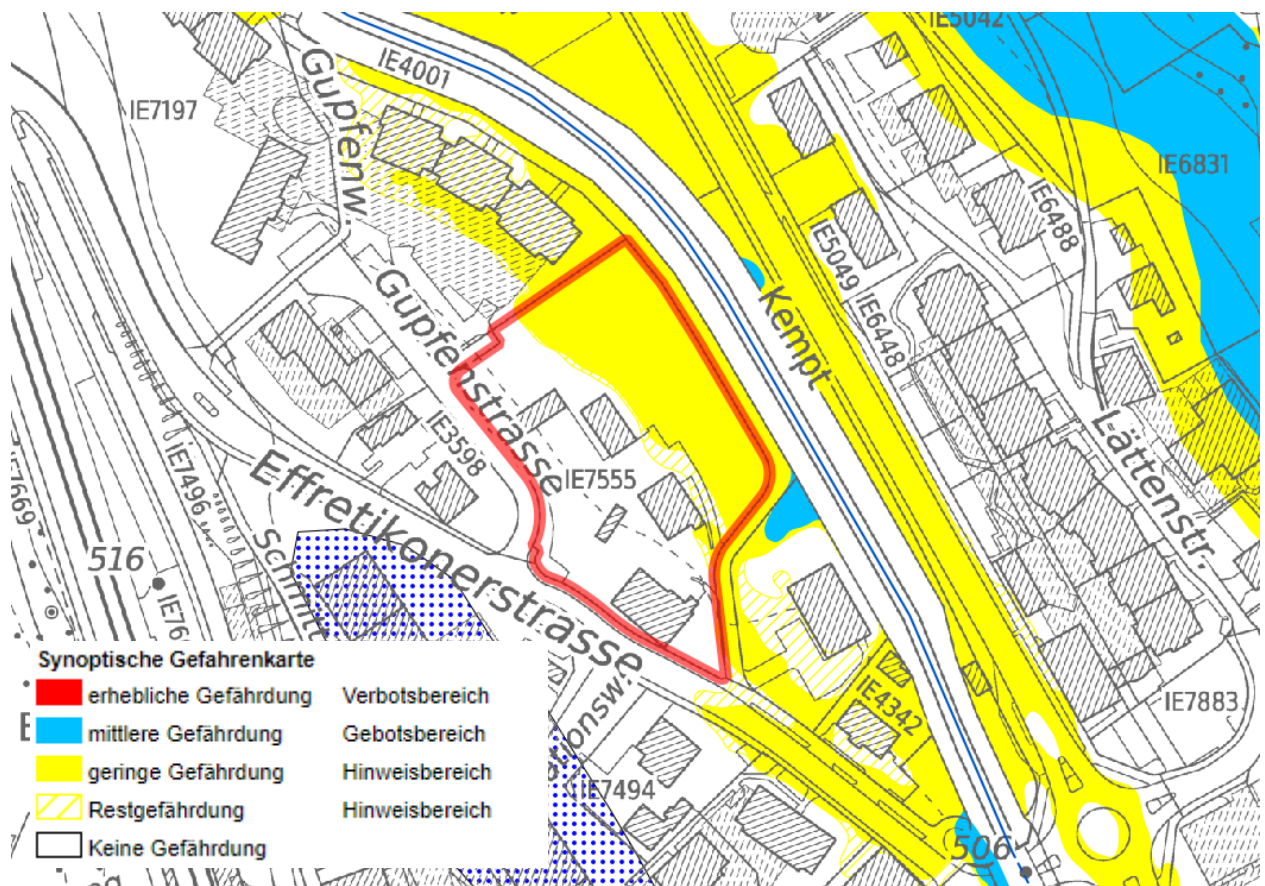 IE5042
IE4001
Gupfenw.
IE7197
IE6831
IE6488
IE5049
Kempt
Gupfenstrasse
IE6448
IE3598
Lättenstr.
IE7496
IE7555
Effretikonerstrasse
IE7669
516
IE4342
IE7883
IE7494
506
Synoptische Gefahrenkarte
erhebliche Gefährdung Verbotsbereich
mittlere Gefährdung Gebotsbereich
geringe Gefährdung Hinweisbereich
Restgefährdung Hinweisbereich
Keine Gefährdung